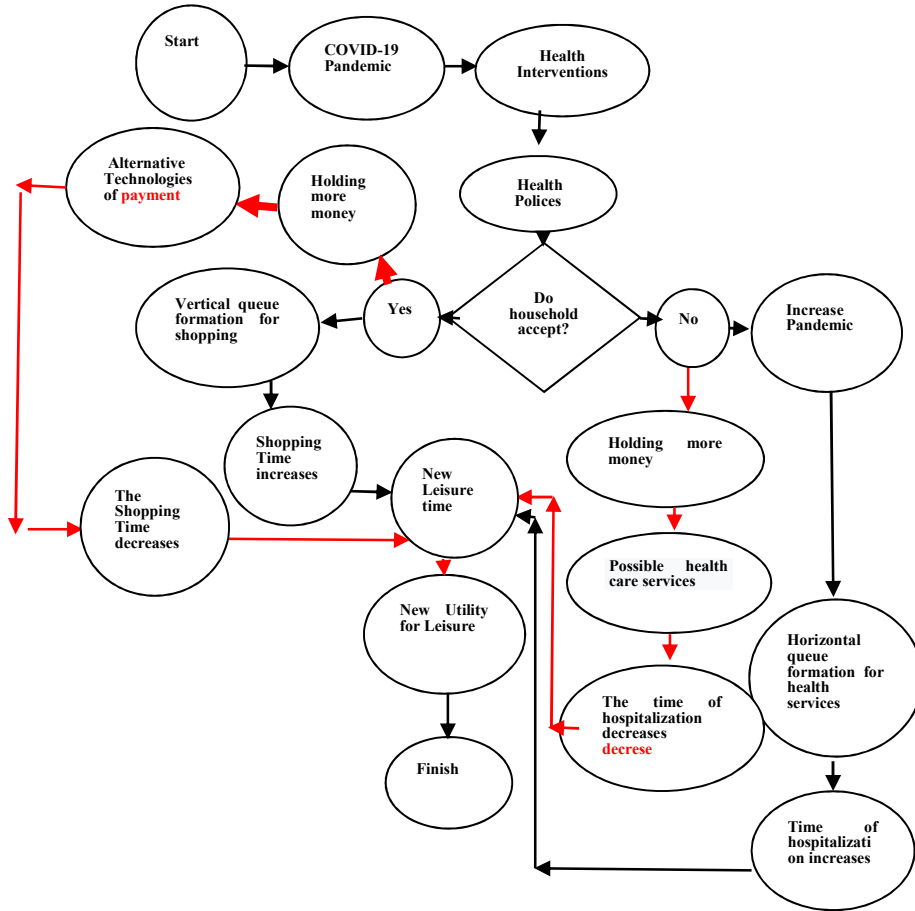 Start
COVID-19
Pandemic
Health
Interventions
Alternative
Technologies
of payment
Holding
more
money
Health
Polices
Vertical queue
formation for
shopping
Yes
Do
household
accept?
No
Increase
Pandemic
Shopping
Time
increases
New
Leisure
time
Holding more
money
The
Shopping
Time
decreases
Possible health
care services
New Utility
for Leisure
Horizontal
queue
formation for
health
services
The time of
hospitalization
decreases
decrese
Finish
Time of
hospitalizati
on increases